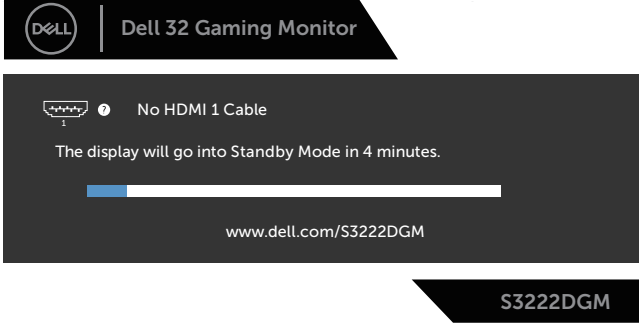 DELL
Dell 32 Gaming Monitor
1
?
No HDMI 1 Cable
The display will go into Standby Mode in 4 minutes.
www.dell.com/S3222DGM
S3222DGM